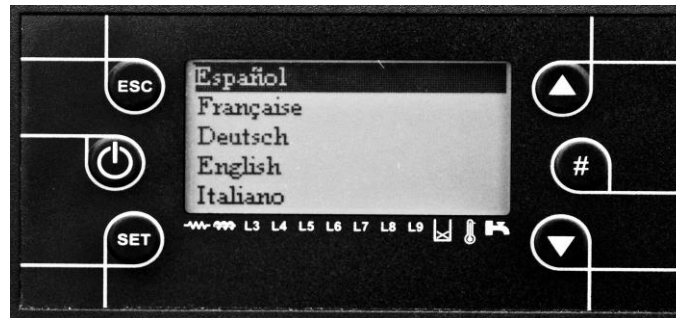 ESC
Español
Française
Deutsch
English
Italiano
#
SET
L3 L4 L5 L6 L7 L8 L9